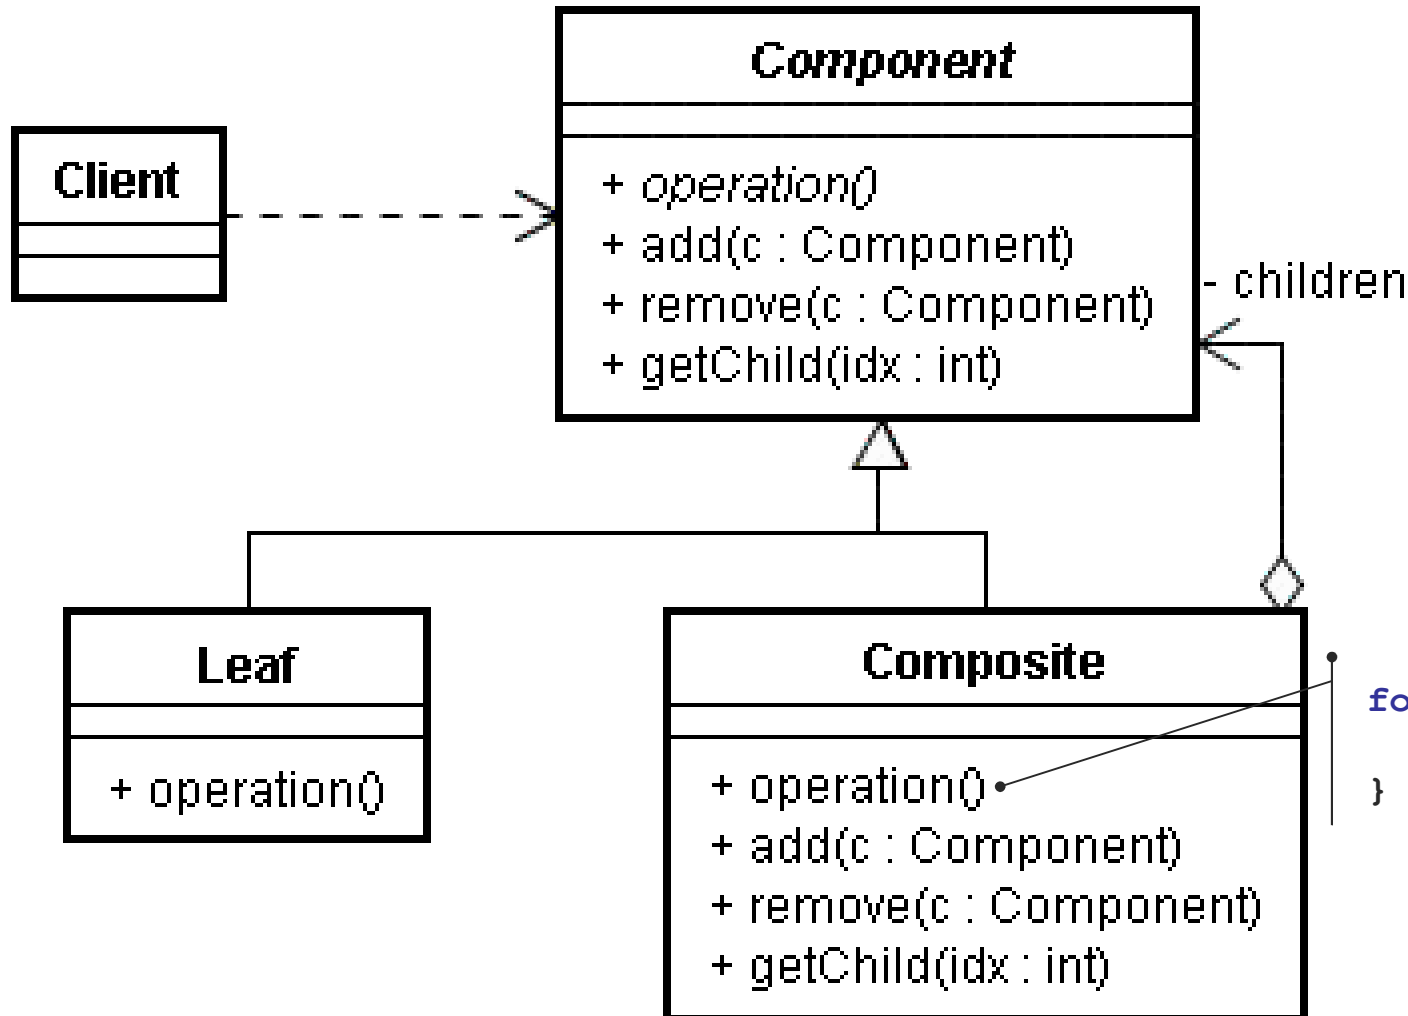 Component
+ operation()
+ add(c : Component)
+ remove(c : Component)
+ getChild(idx : int)
Client
- children
Leaf
+ operation()
Composite
+ operation()
+ add(c : Component)
+ remove(c : Component)
+ getChild(idx : int)
fo
}